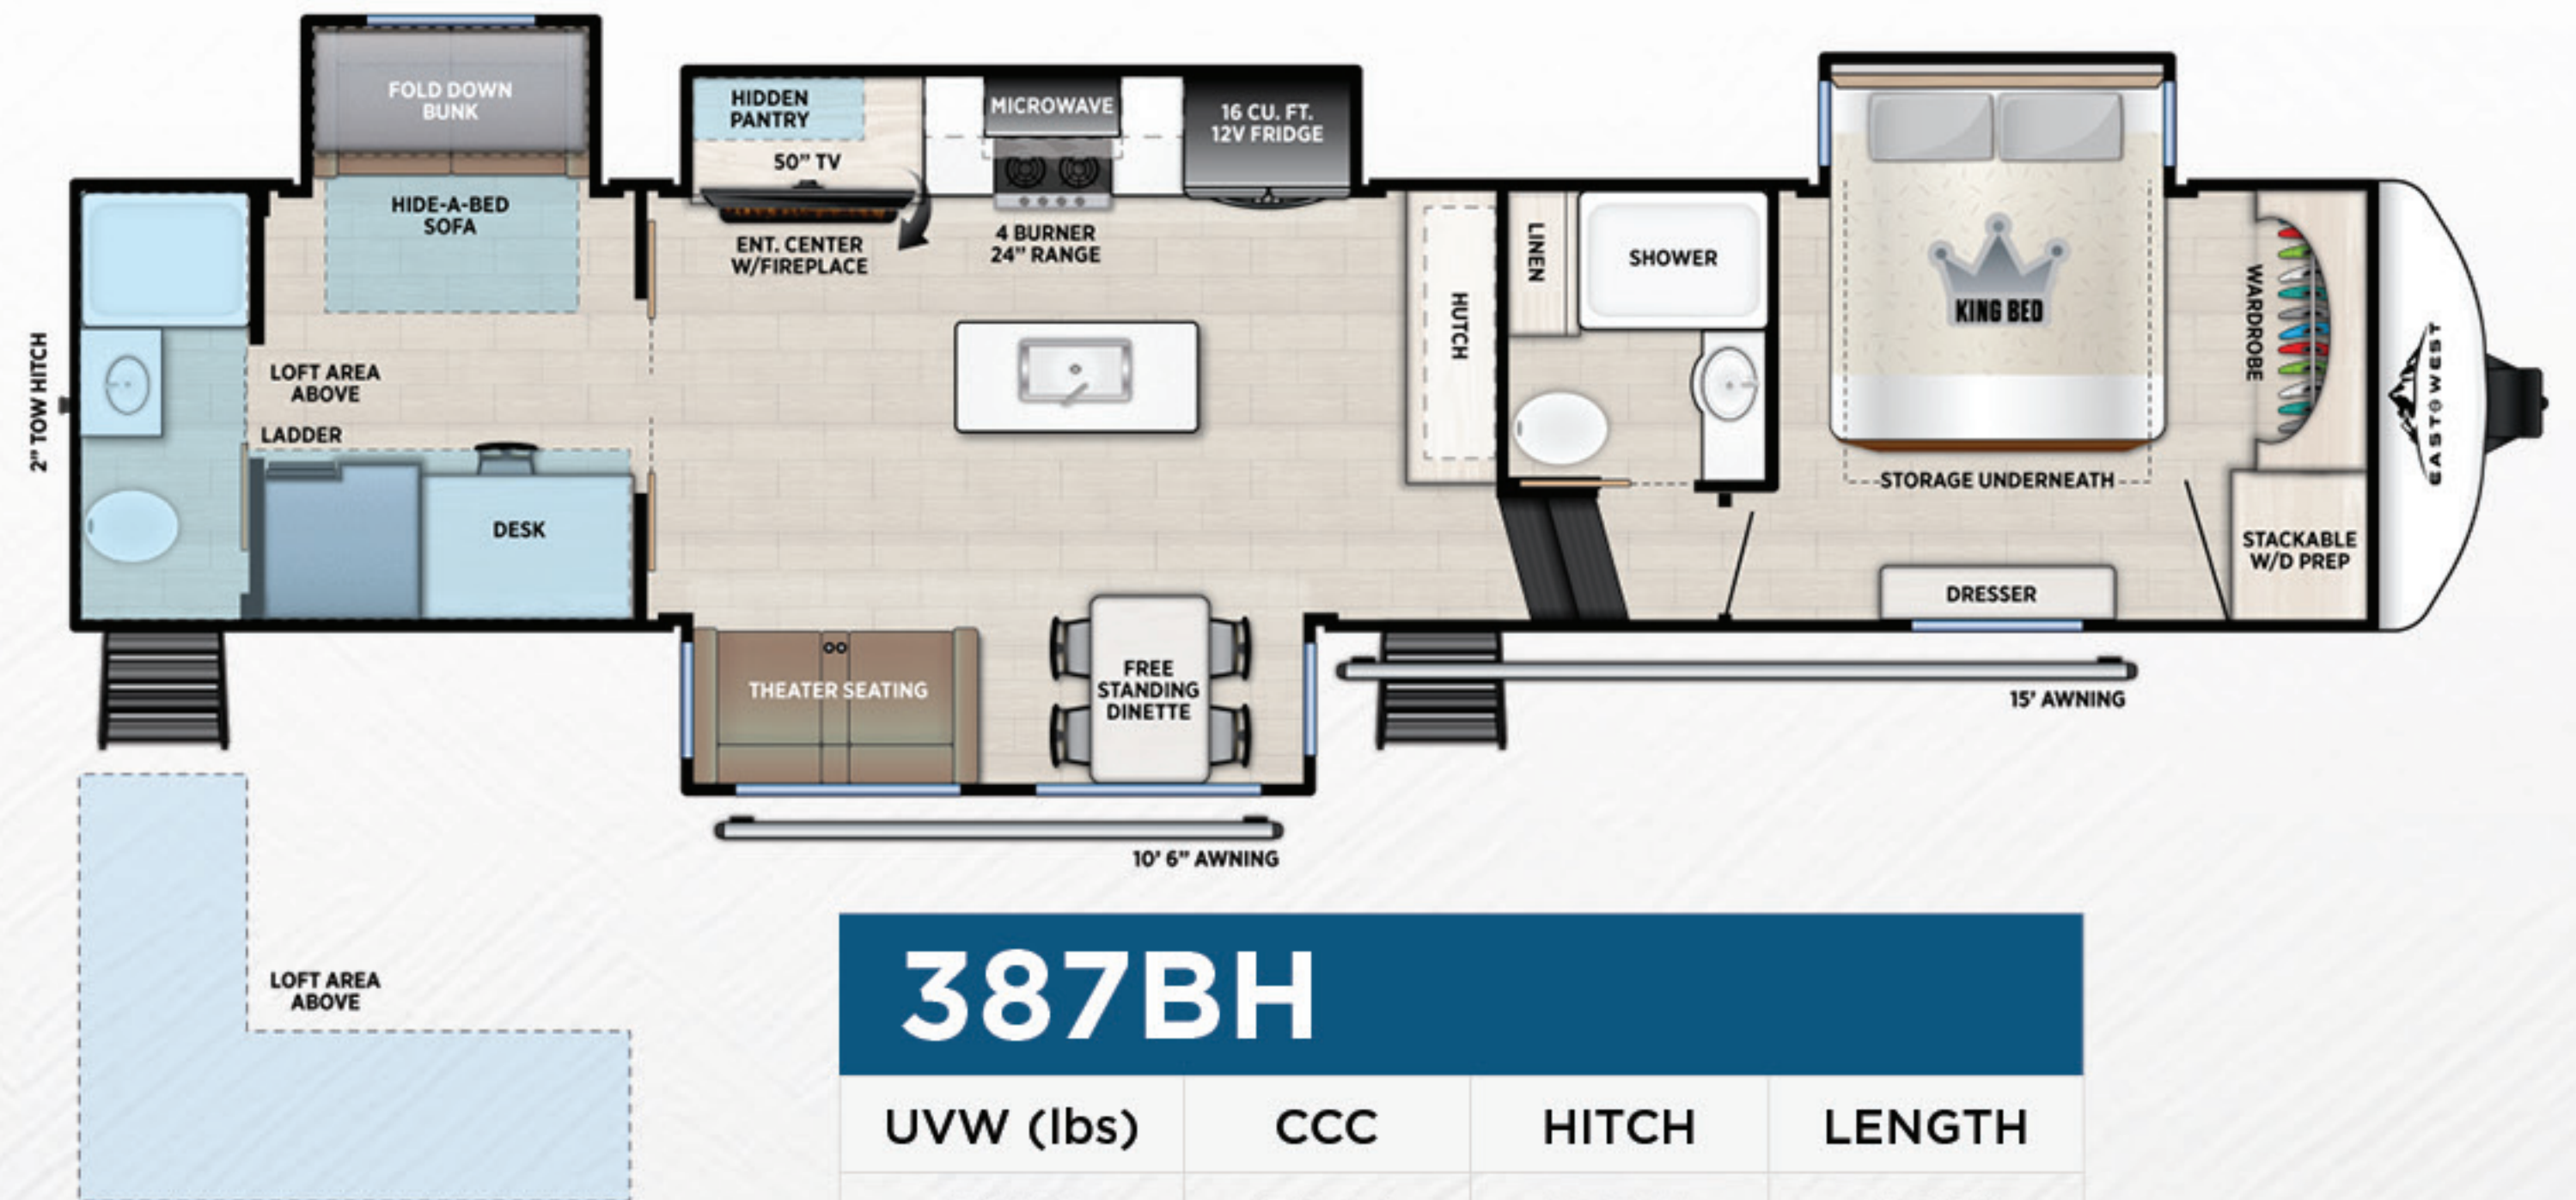 FOLD DOWN
BUNK
HIDE-A-BED
SOFA
HIDDEN
PANTRY
50" TV
ENT. CENTER
W/FIREPLACE
MICROWAVE
4 BURNER
24" RANGE
16 CU. FT.
12V FRIDGE
HUTCH
LINEN
SHOWER
KING BED
STORAGE UNDERNEATH
WARDROBE
STACKABLE
W/D PREP
DRESSER
EAST WEST
2" TOW HITCH
LOFT AREA
ABOVE
LADDER
DESK
THEATER SEATING
FREE
STANDING
DINETTE
15' AWNING
10' 6" AWNING
LOFT AREA
ABOVE
387BH
UVW (lbs)
CCC
HITCH
LENGTH